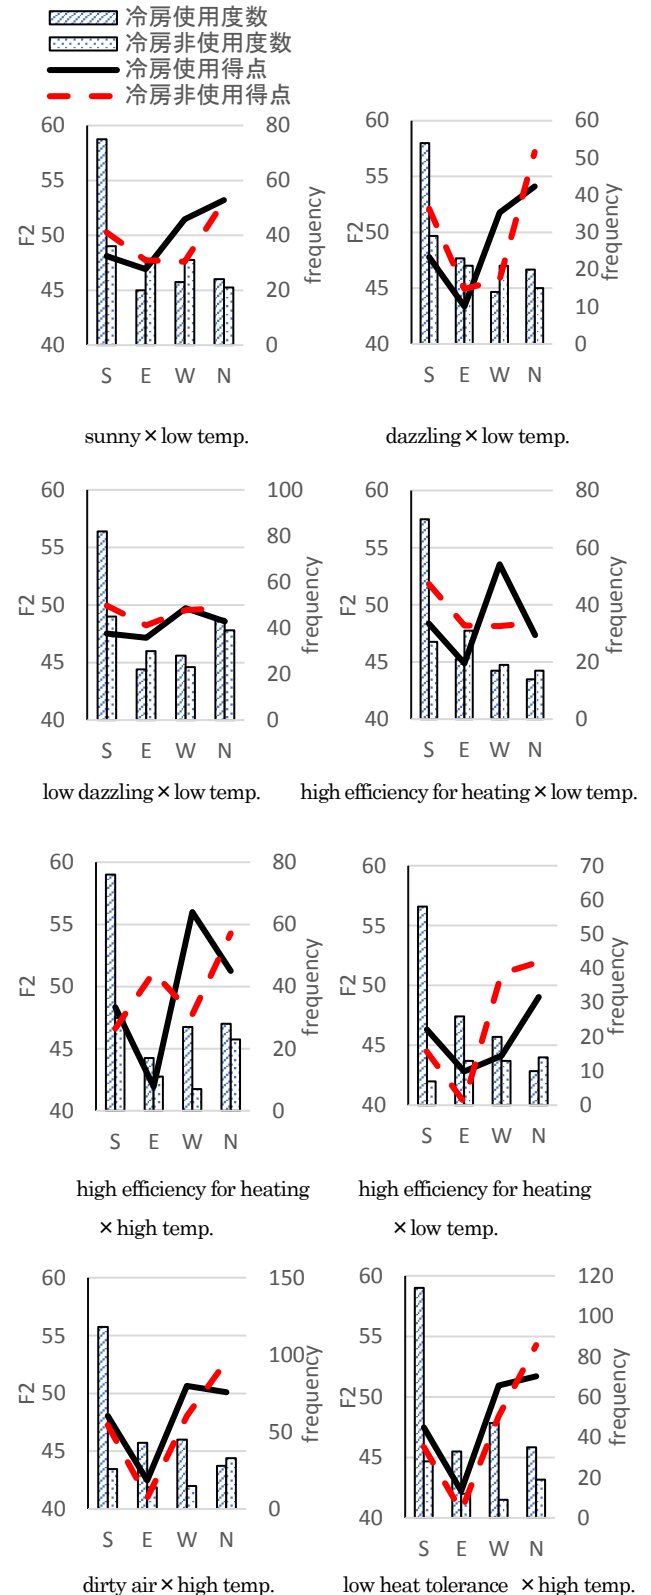 冷房使用度数
冷房非使用度数
冷房使用得点
冷房非使用得点
60
55
50
45
40
F2
80
60
40
20
0
frequency
S E W N
sunny×low temp.
60
55
50
45
40
F2
60
50
40
30
20
10
0
frequency
S E W N
dazzling×low temp.
60
55
50
45
40
F2
100
80
60
40
20
0
frequency
S E W N
low dazzling×low temp.
60
55
50
45
40
F2
80
60
40
20
0
frequency
S E W N
high efficiency for heating×low temp.
60
55
50
45
40
F2
80
60
40
20
0
frequency
S E W N
high efficiency for heating
×high temp.
60
55
50
45
40
F2
70
60
50
40
30
20
10
0
frequency
S E W N
high efficiency for heating
×low temp.
60
55
50
45
40
F2
150
100
50
0
frequency
S E W N
dirty air×high temp.
60
55
50
45
40
F2
120
100
80
60
40
20
0
frequency
S E W N
low heat tolerance ×high temp.